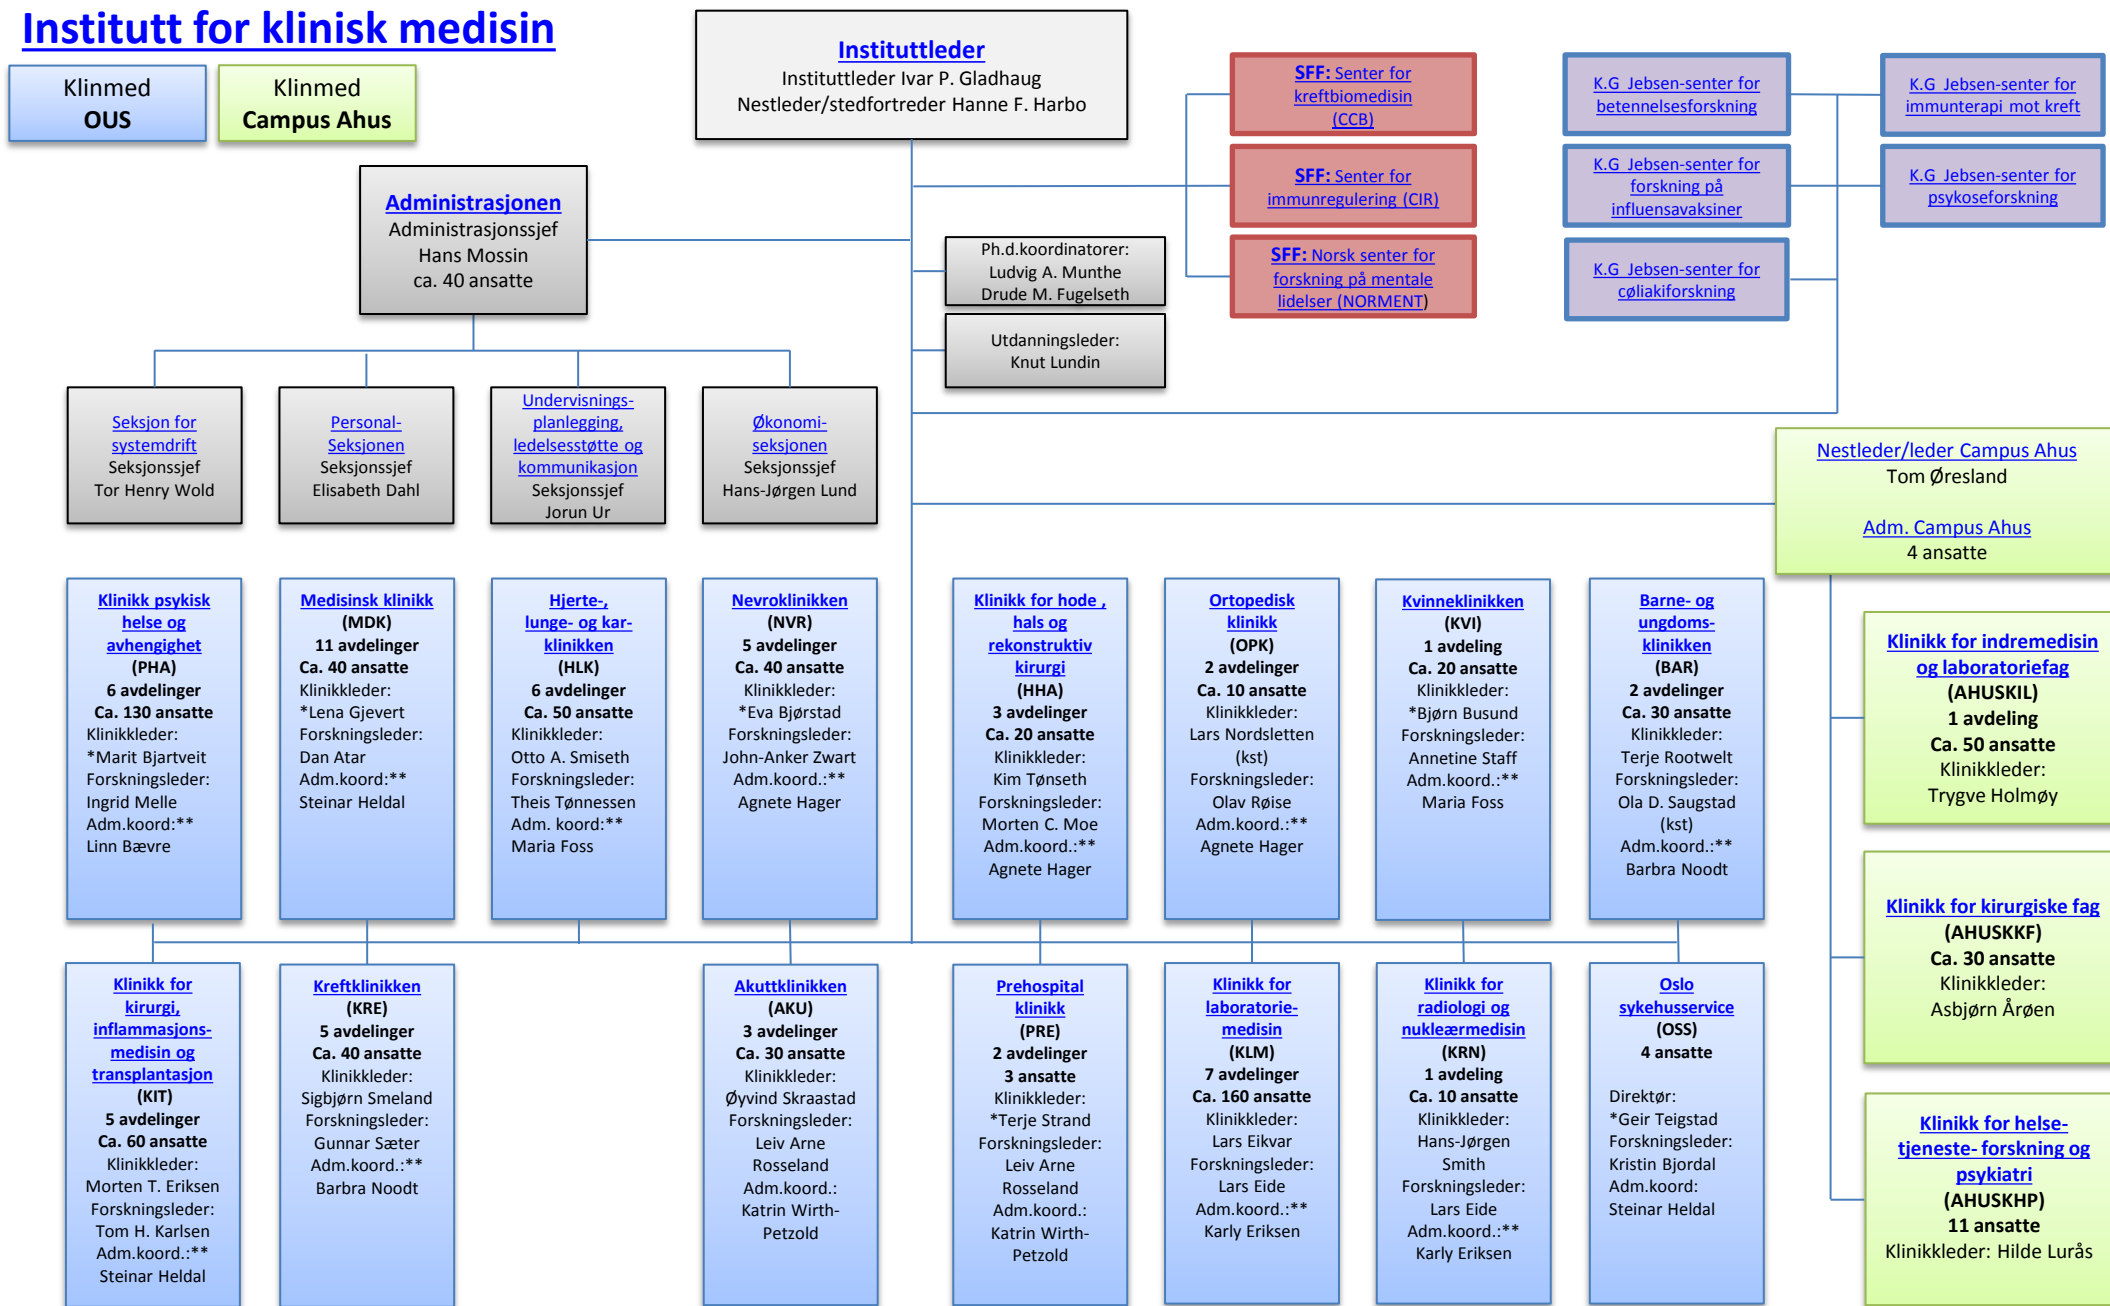 Institutt for klinisk medisin
Klinmed
OUS
Klinmed
Campus Ahus
Instituttleder
Instituttleder Ivar P. Gladhaug
Nestleder/stedfortreder Hanne F. Harbo
SFF: Senter for
kreftbiomedisin
(CCB)
SFF: Senter for
immunregulering (CIR)
SFF: Norsk senter for
forskning på mentale
lidelser (NORMENT)
K.G Jebsen-senter for
betennelsesforskning
K.G Jebsen-senter for
immunterapi mot kreft
K.G Jebsen-senter for
forskning på
influensavaksiner
K.G Jebsen-senter for
psykoseforskning
K.G Jebsen-senter for
cøliakiforskning
Administrasjonen
Administrasjonssjef
Hans Mossin
ca. 40 ansatte
Ph.d.koordinatorer:
Ludvig A. Munthe
Drude M. Fugelseth
Utdanningsleder:
Knut Lundin
Seksjon for
systemdrift
Seksjonssjef
Tor Henry Wold
Personal-
Seksjonen
Seksjonssjef
Elisabeth Dahl
Undervisnings-
planlegging,
ledelsesstøtte og
kommunikasjon
Seksjonssjef
Jorun Ur
Økonomi-
seksjonen
Seksjonssjef
Hans-Jørgen Lund
Nestleder/leder Campus Ahus
Tom Øresland
Adm. Campus Ahus
4 ansatte
Klinikk psykisk
helse og
avhengighet
(PHA)
6 avdelinger
Ca. 130 ansatte
Klinikkleder:
*Marit Bjartveit
Forskningsleder:
Ingrid Melle
Adm.koord:**
Linn Bævre
Medisinsk klinikk
(MDK)
11 avdelinger
Ca. 40 ansatte
Klinikkleder:
*Lena Gjevert
Forskningsleder:
Dan Atar
Adm.koord:**
Steinar Heldal
Hjerte-,
lunge- og kar-
klinikken
(HLK)
6 avdelinger
Ca. 50 ansatte
Klinikkleder:
Otto A. Smiseth
Forskningsleder:
Theis Tønnessen
Adm. koord:**
Maria Foss
Nevroklinikken
(NVR)
5 avdelinger
Ca. 40 ansatte
Klinikkleder:
*Eva Bjørstad
Forskningsleder:
John-Anker Zwart
Adm.koord.:**
Agnete Hager
Klinikk for hode ,
hals og
rekonstruktiv
kirurgi
(HHA)
3 avdelinger
Ca. 20 ansatte
Klinikkleder:
Kim Tønseth
Forskningsleder:
Morten C. Moe
Adm.koord.:**
Agnete Hager
Ortopedisk
klinikk
(OPK)
2 avdelinger
Ca. 10 ansatte
Klinikkleder:
Lars Nordsletten
(kst)
Forskningsleder:
Olav Røise
Adm.koord.:**
Agnete Hager
Kvinneklinikken
(KVI)
1 avdeling
Ca. 20 ansatte
Klinikkleder:
*Bjørn Busund
Forskningsleder:
Annetine Staff
Adm.koord.:**
Maria Foss
Barne- og
ungdoms-
klinikken
(BAR)
2 avdelinger
Ca. 30 ansatte
Klinikkleder:
Terje Rootwelt
Forskningsleder:
Ola D. Saugstad
(kst)
Adm.koord.:**
Barbra Noodt
Klinikk for indremedisin
og laboratoriefag
(AHUSKIL)
1 avdeling
Ca. 50 ansatte
Klinikkleder:
Trygve Holmøy
Klinikk for kirurgiske fag
(AHUSKKF)
Ca. 30 ansatte
Klinikkleder:
Asbjørn Årøen
Klinikk for helse-
tjeneste- forskning og
psykiatri
(AHUSKHP)
11 ansatte
Klinikkleder: Hilde Lurås
Klinikk for
kirurgi,
inflammasjons-
medisin og
transplantasjon
(KIT)
5 avdelinger
Ca. 60 ansatte
Klinikkleder:
Morten T. Eriksen
Forskningsleder:
Tom H. Karlsen
Adm.koord.:**
Steinar Heldal
Kreftklinikken
(KRE)
5 avdelinger
Ca. 40 ansatte
Klinikkleder:
Sigbjørn Smeland
Forskningsleder:
Gunnar Sæter
Adm.koord.:**
Barbra Noodt
Akuttklinikken
(AKU)
3 avdelinger
Ca. 30 ansatte
Klinikkleder:
Øyvind Skraastad
Forskningsleder:
Leiv Arne
Rosseland
Adm.koord.:
Katrin Wirth-
Petzold
Prehospital
klinikk
(PRE)
2 avdelinger
3 ansatte
Klinikkleder:
*Terje Strand
Forskningsleder:
Leiv Arne
Rosseland
Adm.koord.:
Katrin Wirth-
Petzold
Klinikk for
laboratorie-
medisin
(KLM)
7 avdelinger
Ca. 160 ansatte
Klinikkleder:
Lars Eikvar
Forskningsleder:
Lars Eide
Adm.koord.:**
Karly Eriksen
Klinikk for
radiologi og
nukleærmedisin
(KRN)
1 avdeling
Ca. 10 ansatte
Klinikkleder:
Hans-Jørgen
Smith
Forskningsleder:
Lars Eide
Adm.koord.:**
Karly Eriksen
Oslo
sykehusservice
(OSS)
4 ansatte
Direktør:
*Geir Teigstad
Forskningsleder:
Kristin Bjordal
Adm.koord:
Steinar Heldal